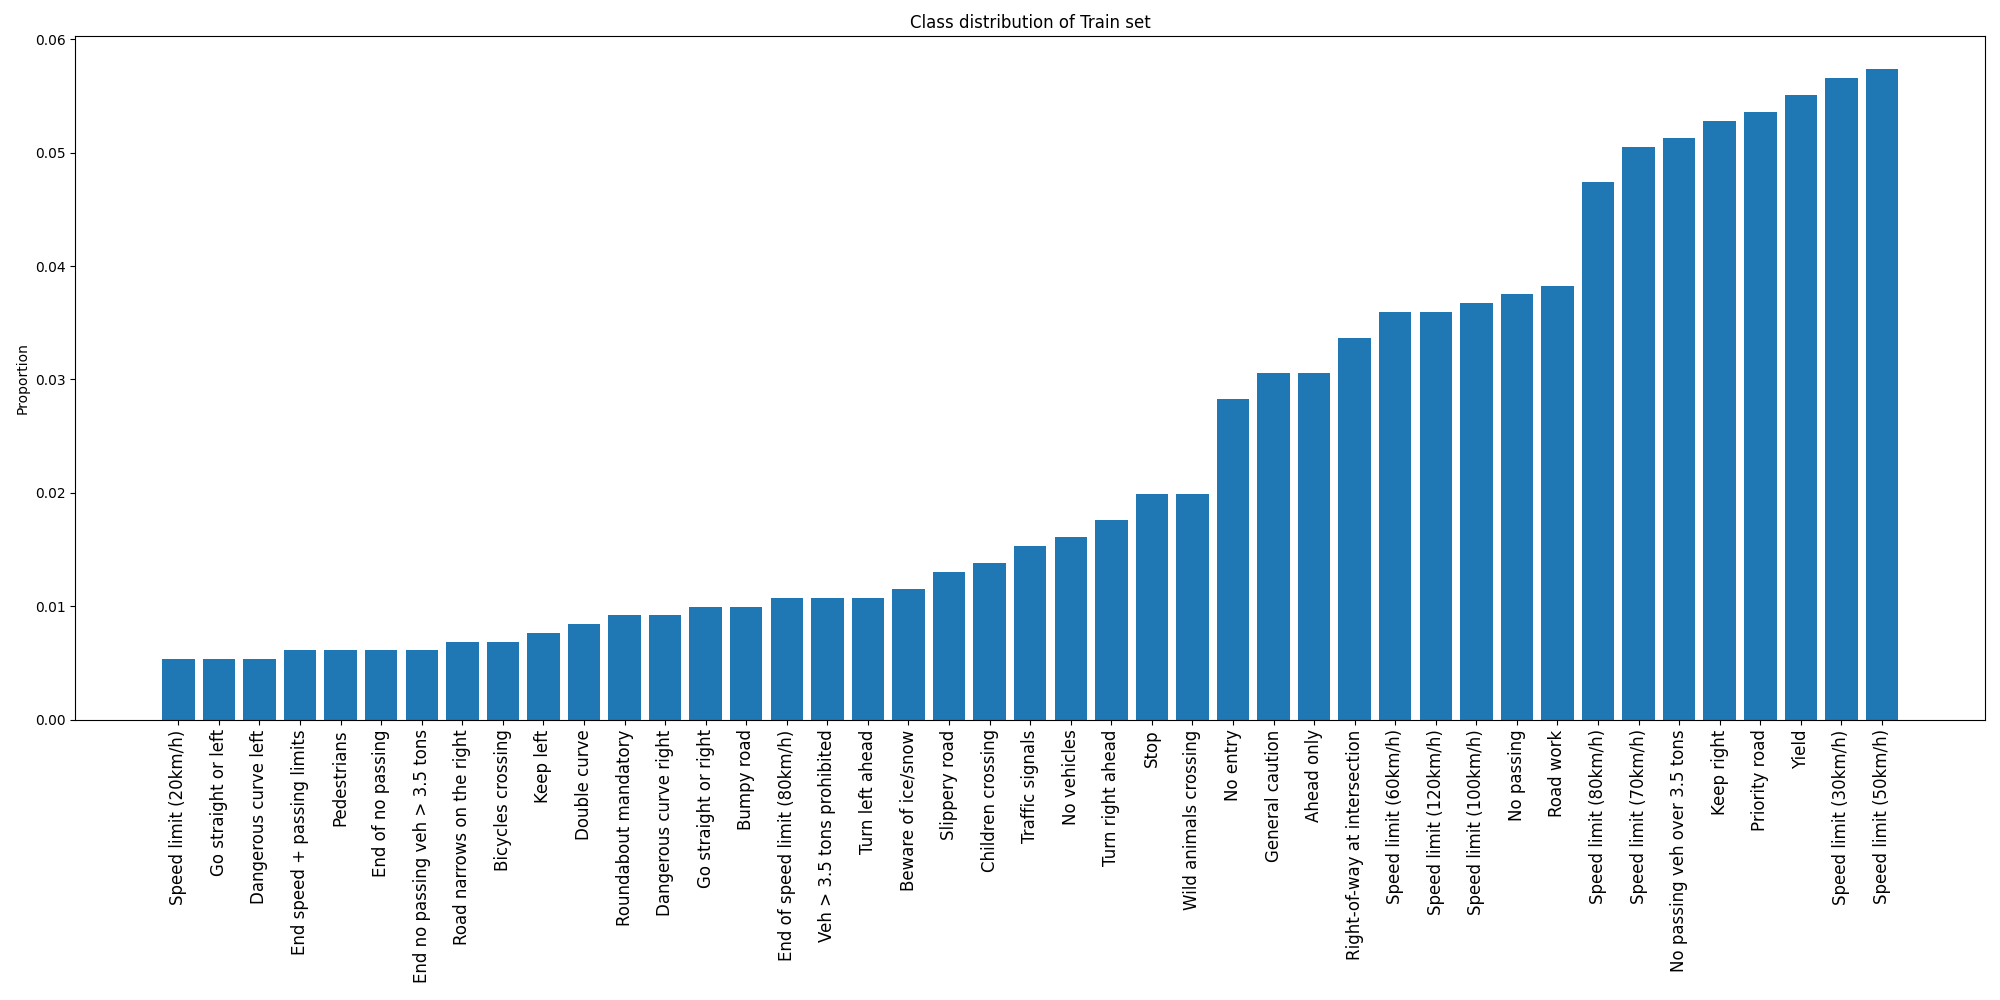 Class distribution of Train set
0.06
0.05
0.04
0.03
0.02
0.01
0.00
Proportion
Speed limit (20km/h)
Go straight or left
Dangerous curve left
End speed + passing limits
Pedestrians
End of no passing
End no passing veh > 3.5 tons
Road narrows on the right
Bicycles crossing
Keep left
Double curve
Roundabout mandatory
Dangerous curve right
Go straight or right
Bumpy road
End of speed limit (80km/h)
Veh > 3.5 tons prohibited
Turn left ahead
Beware of ice/snow
Slippery road
Children crossing
Traffic signals
No vehicles
Turn right ahead
Stop
Wild animals crossing
No entry
General caution
Ahead only
Right-of-way at intersection
Speed limit (60km/h)
Speed limit (120km/h)
Speed limit (100km/h)
No passing
Road work
Speed limit (80km/h)
Speed limit (70km/h)
No passing veh over 3.5 tons
Keep right
Priority road
Yield
Speed limit (30km/h)
Speed limit (50km/h)